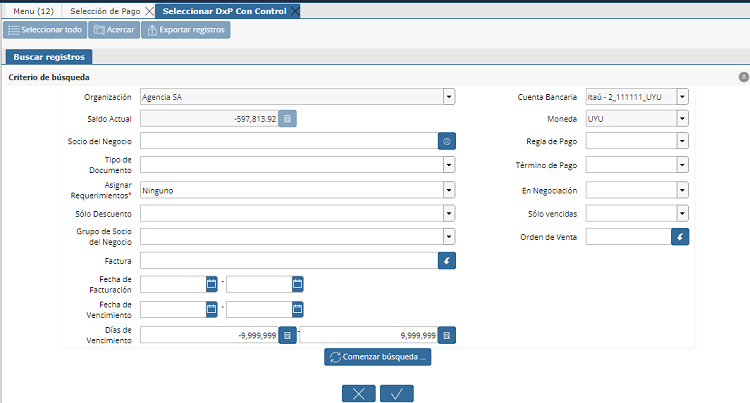 Menu (12) Selección de Pago Seleccionar DxP Con Control
Seleccionar todo Acercar Exportar registros
Buscar registros
Criterio de búsqueda
Organización Agencia SA Cuenta Bancaria Itaú - 2_111111_UYU
Saldo Actual -597,813.92 Moneda UYU
Socio del Negocio Regla de Pago
Tipo de
Documento Término de Pago
Asignar
Requerimientos* Ninguno En Negociación
Sólo Descuento Sólo vencidas
Grupo de Socio
del Negocio Orden de Venta
Factura
Fecha de
Facturación -
Fecha de
Vencimiento -
Días de
Vencimiento -9,999,999 - 9,999,999
Comenzar búsqueda ...